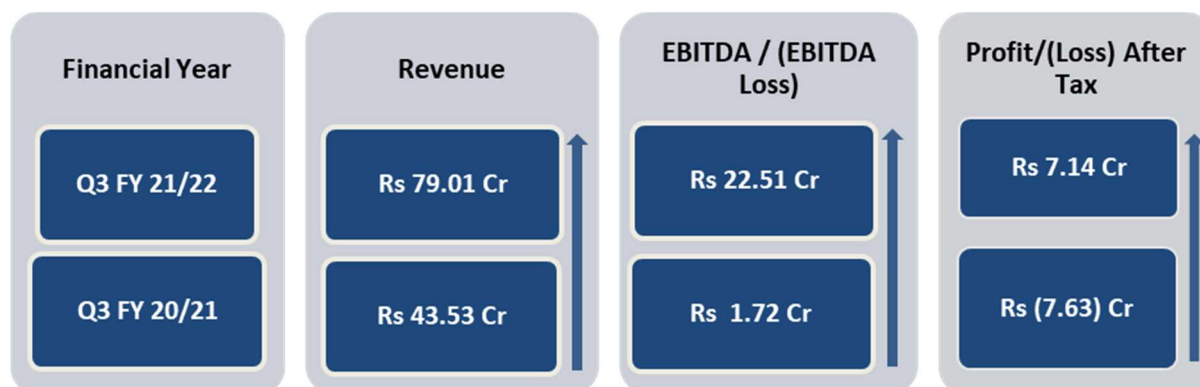 Financial Year
Q3 FY 21/22
Q3 FY 20/21
Revenue
Rs 79.01 Cr
Rs 43.53 Cr
EBITDA / (EBITDA
Loss)
Rs 22.51 Cr
Rs 1.72 Cr
Profit/(Loss) After
Tax
Rs 7.14 Cr
Rs (7.63) Cr